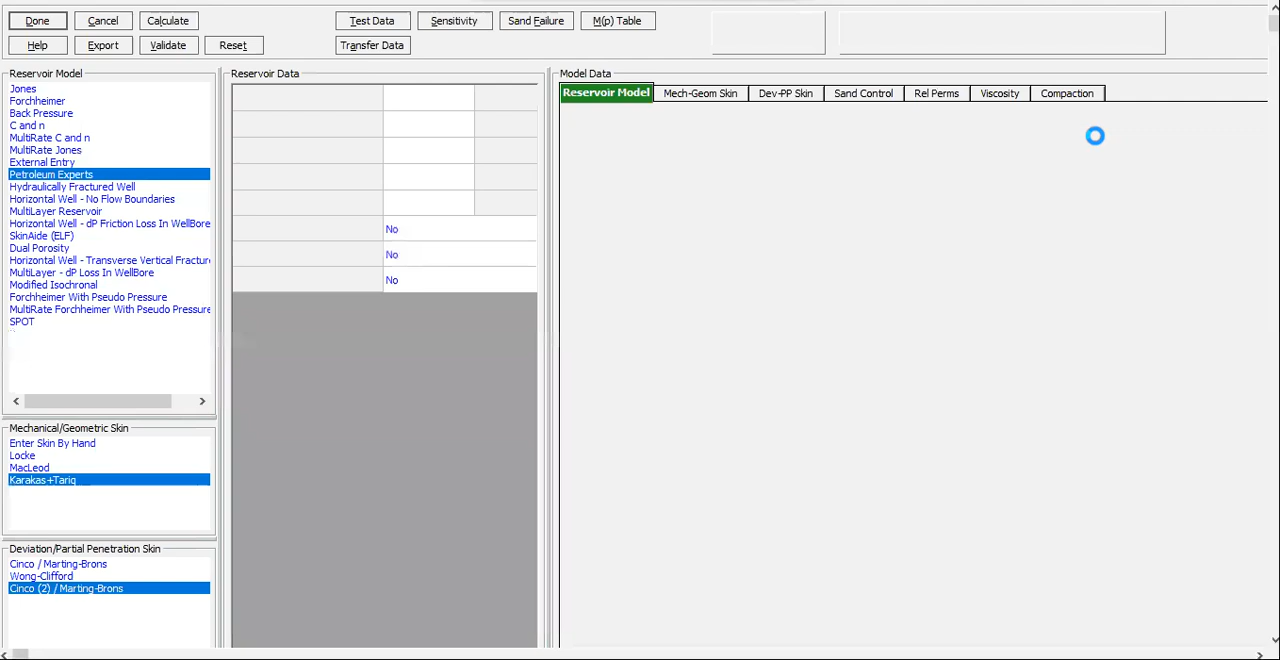 Done Cancel Calculate Test Data Sensitivity Sand Failure M(p) Table
Help Export Validate Reset Transfer Data
Reservoir Model
Jones
Forchheimer
Back Pressure
C and n
MultiRate C and n
MultiRate Jones
External Entry
Petroleum Experts
Hydraulically Fractured Well
Horizontal Well - No Flow Boundaries
MultiLayer Reservoir
Horizontal Well - dP Friction Loss In WellBore
SkinAide (ELF)
Dual Porosity
Horizontal Well - Transverse Vertical Fracture
MultiLayer - dP Loss In WellBore
Modified Isochronal
Forchheimer With Pseudo Pressure
MultiRate Forchheimer With Pseudo Pressure
SPOT
Mechanical/Geometric Skin
Enter Skin By Hand
Locke
MacLeod
Karakas+Tariq
Deviation/Partial Penetration Skin
Cinco / Marting-Brons
Wong-Clifford
Cinco (2) / Marting-Brons
Reservoir Data
No
No
No
Model Data
Reservoir Model Mech-Geom Skin Dev-PP Skin Sand Control Rel Perms Viscosity Compaction